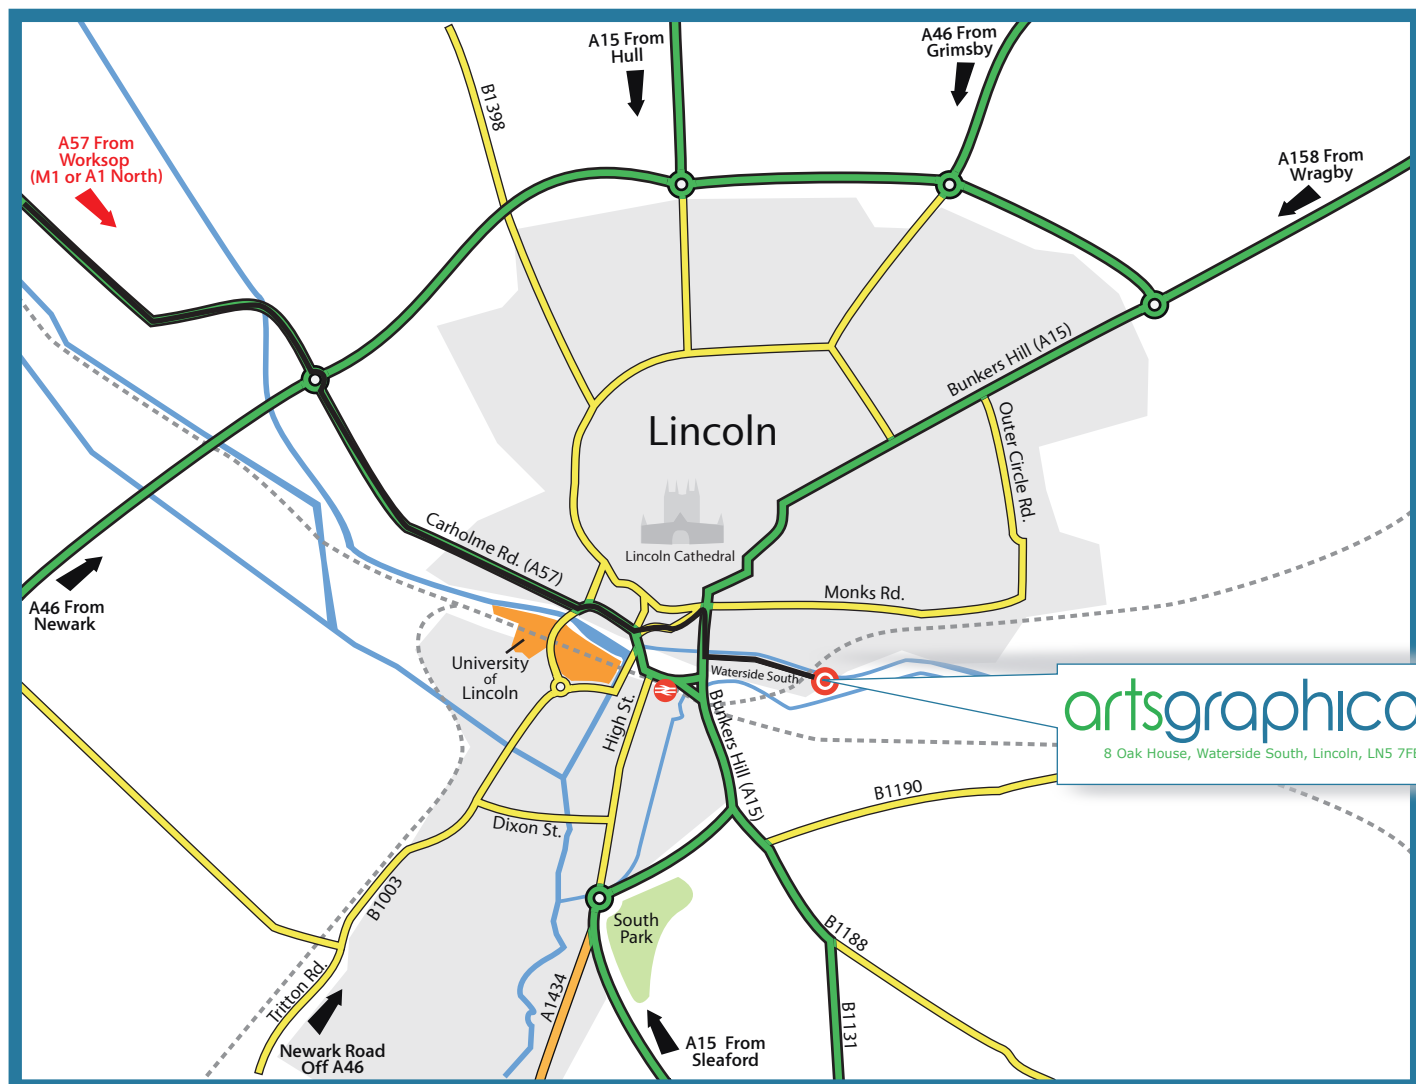 A15 From
Hull
A46 From
Grimsby
B1398
A57 From
Worksop
(M1 or A1 North)
A158 From
Wragby
Bunkers Hill (A15)
Outer Circle Rd.
Lincoln
Lincoln Cathedral
Carholme Rd. (A57)
Monks Rd.
A46 From
Newark
University
of
Lincoln
Waterside South
High St.
Bunkers Hill (A15)
artsgraphica
8 Oak House, Waterside South, Lincoln, LN5 7F
B1190
Dixon St.
B1003
South
Park
B1188
Tritton Rd.
A1434
B1131
Newark Road
Off A46
A15 From
Sleaford